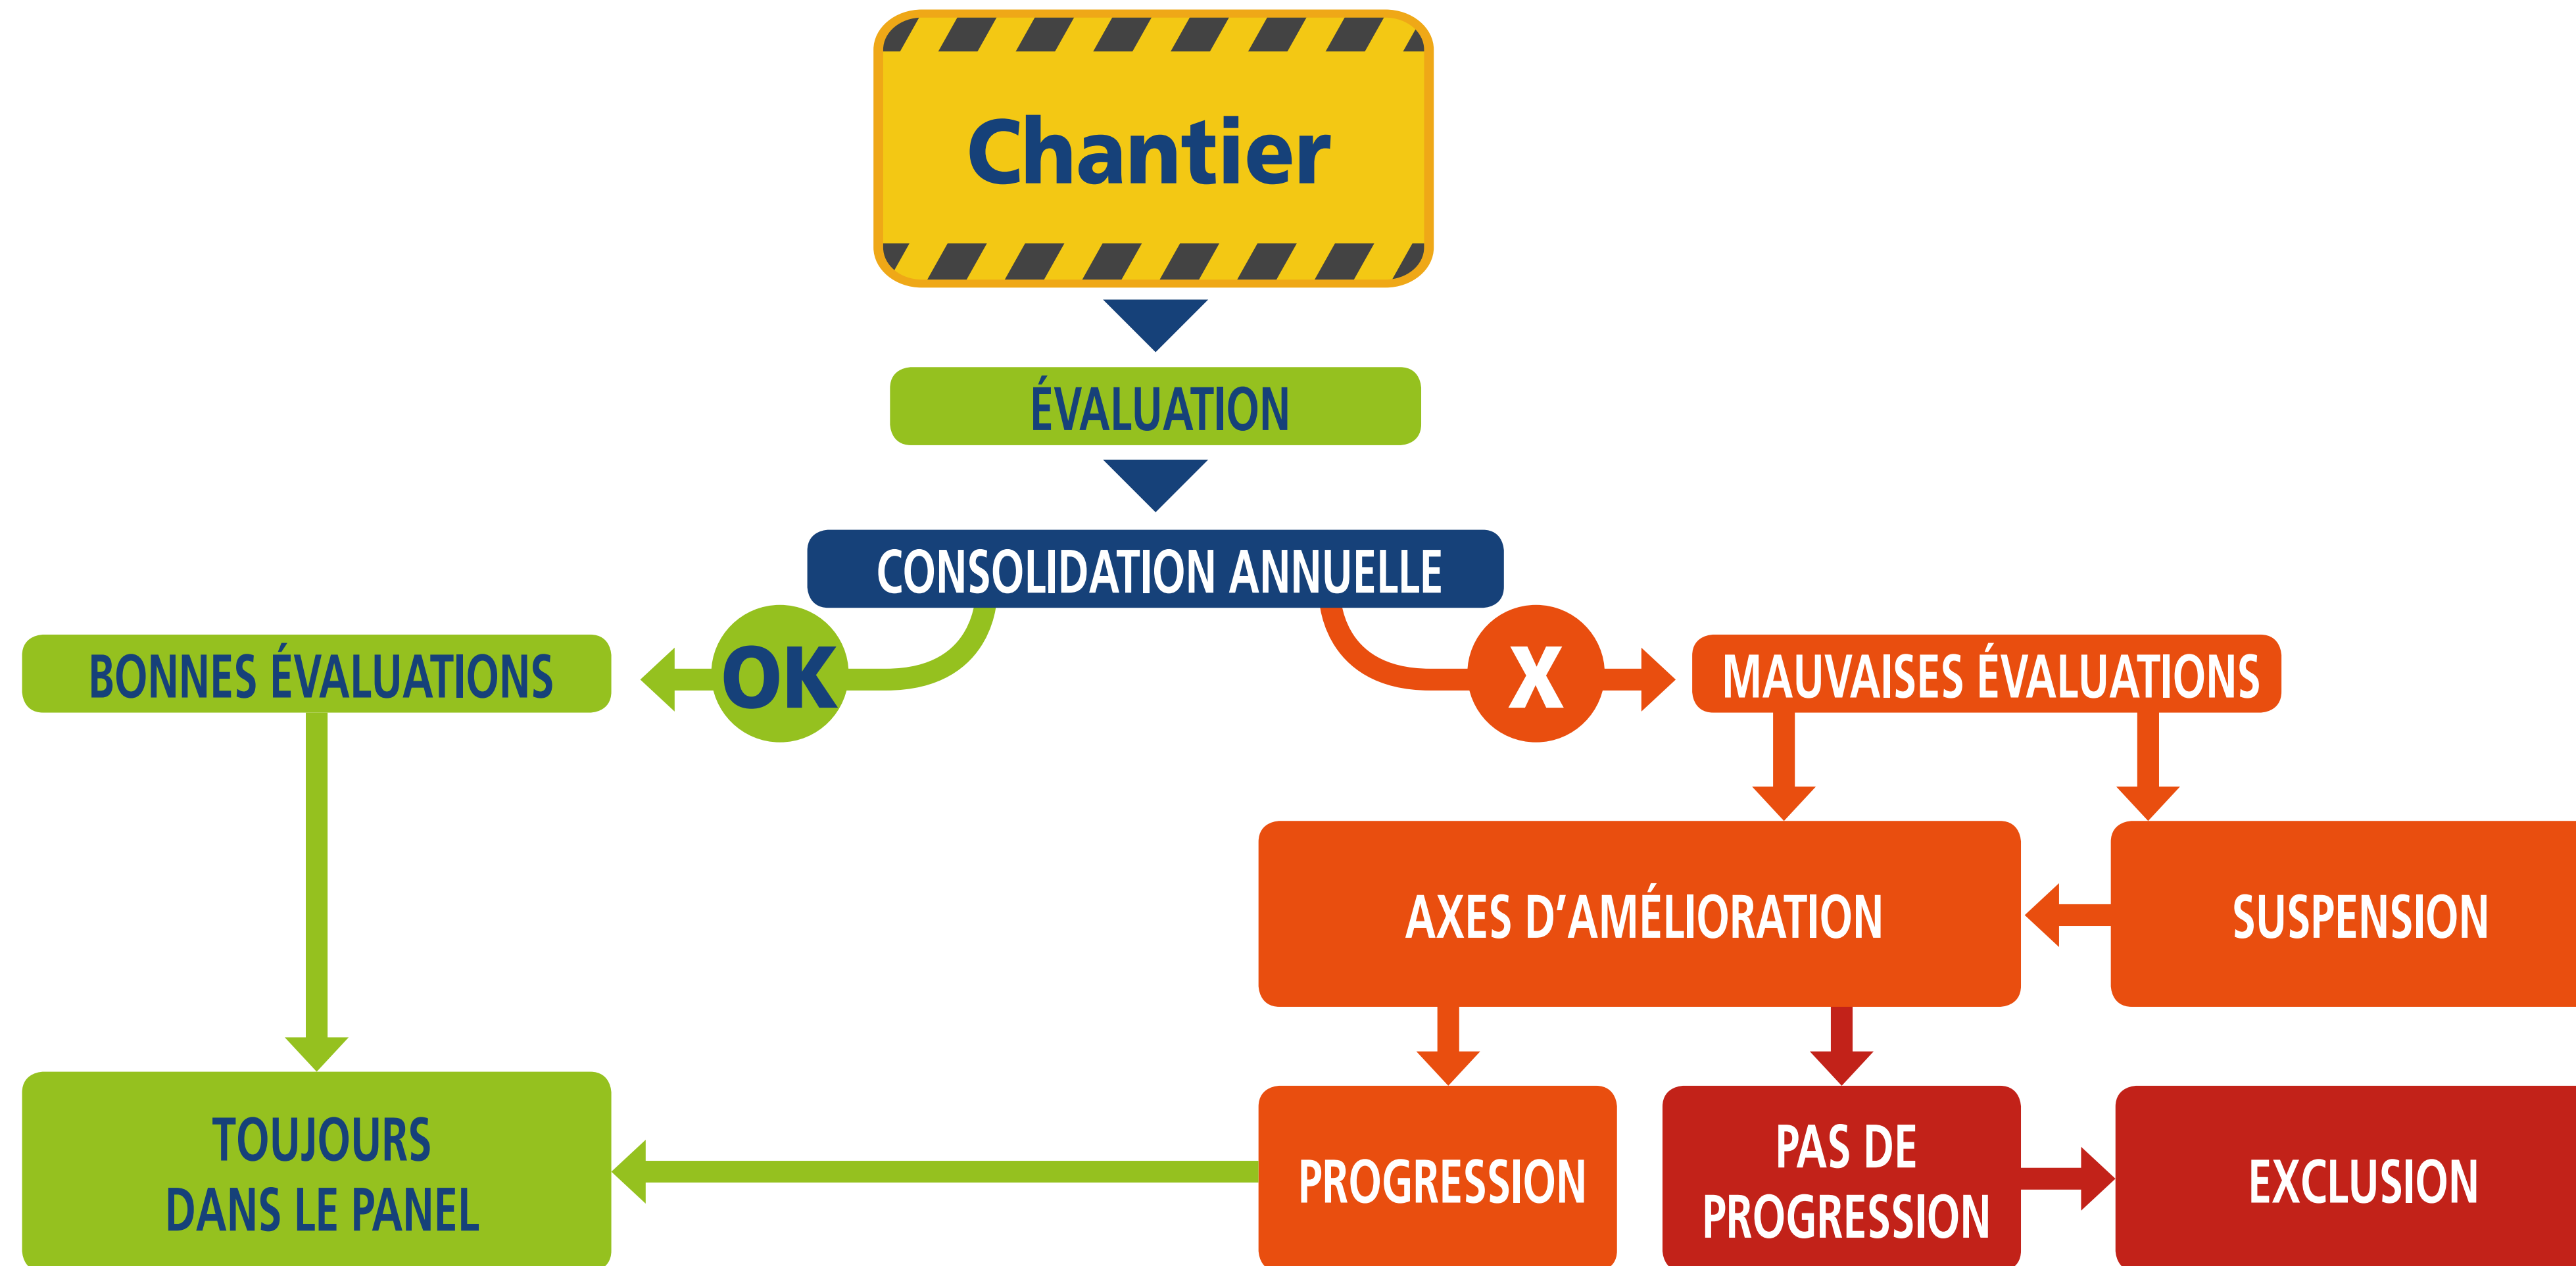 Chantier
ÉVALUATION
CONSOLIDATION ANNUELLE
OK
X
BONNES ÉVALUATIONS
MAUVAISES ÉVALUATIONS
AXES D’AMÉLIORATION
SUSPENSION
TOUJOURS
DANS LE PANEL
PROGRESSION
PAS DE
PROGRESSION
EXCLUSION